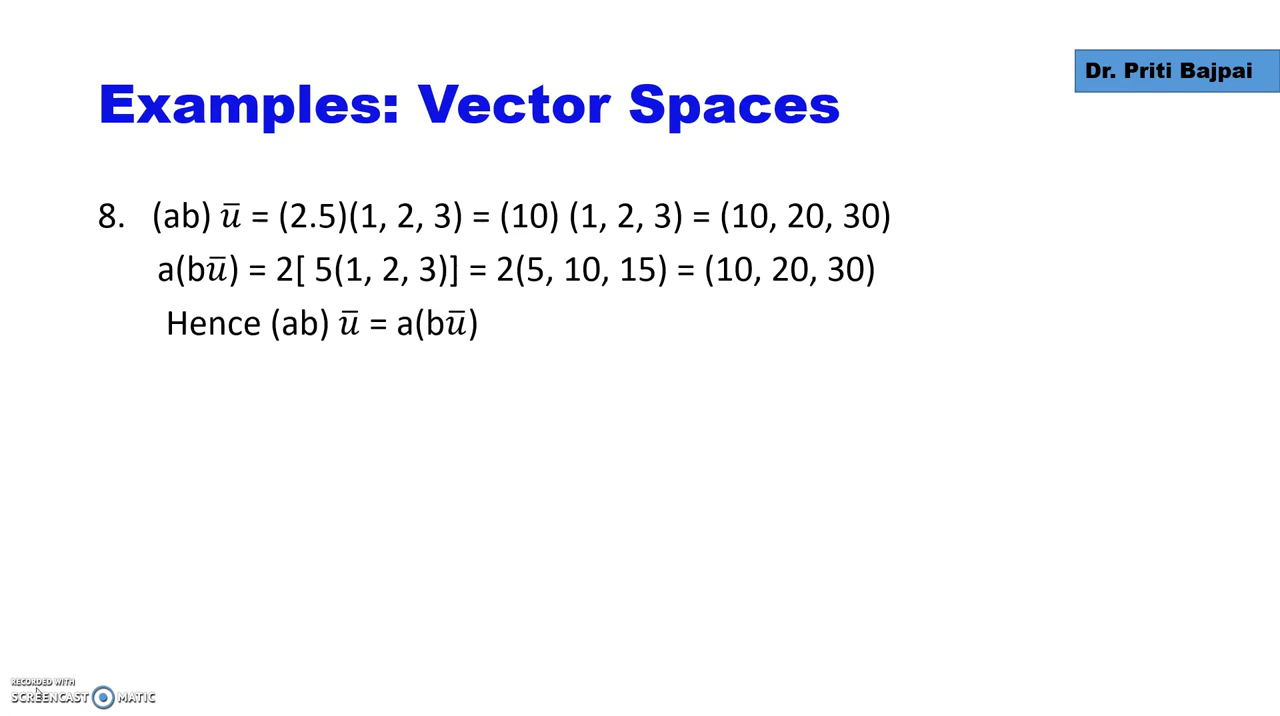 Dr. Priti Bajpai
Examples: Vector Spaces
8. (ab) u̅ = (2.5)(1, 2, 3) = (10) (1, 2, 3) = (10, 20, 30)
a(bu̅) = 2[ 5(1, 2, 3)] = 2(5, 10, 15) = (10, 20, 30)
Hence (ab) u̅ = a(bu̅)
RECORDED WITH
SCREENCAST MATIC